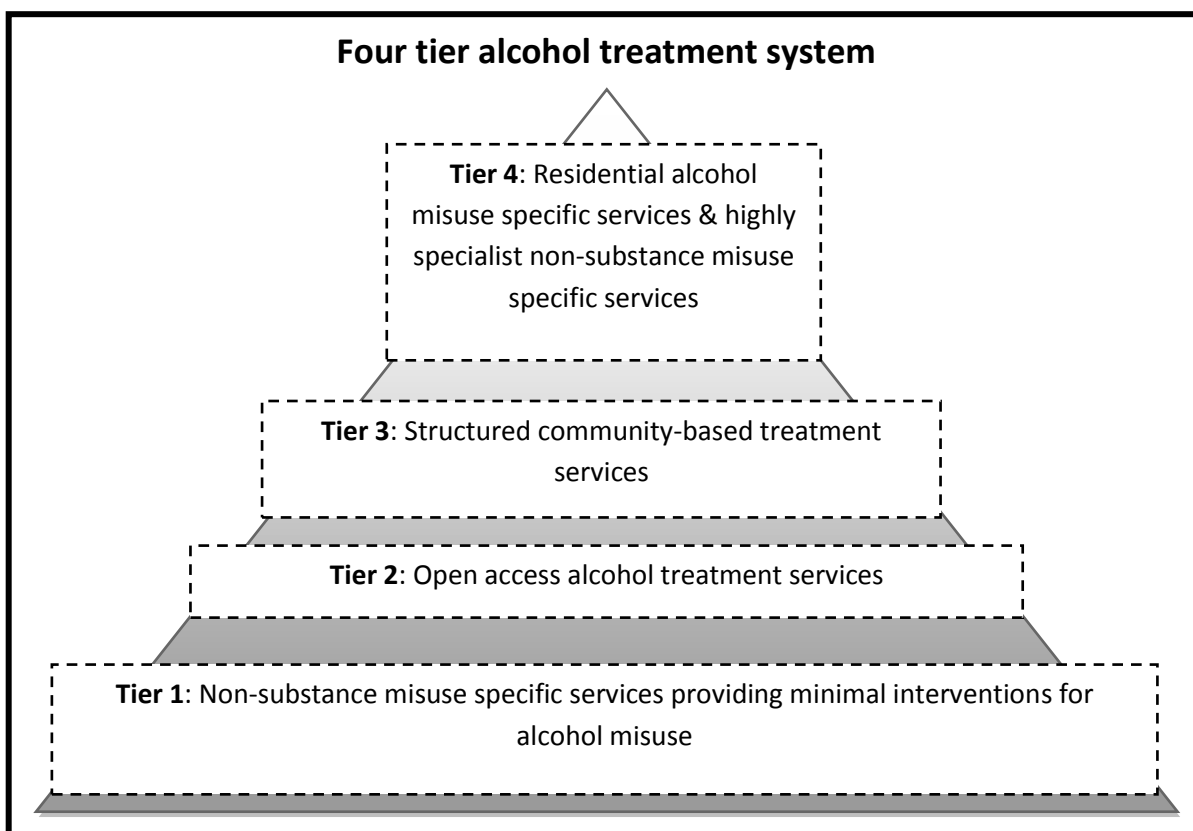 Four tier alcohol treatment system
Tier 4: Residential alcohol
misuse specific services & highly
specialist non-substance misuse
specific services
Tier 3: Structured community-based treatment
services
Tier 2: Open access alcohol treatment services
Tier 1: Non-substance misuse specific services providing minimal interventions for
alcohol misuse